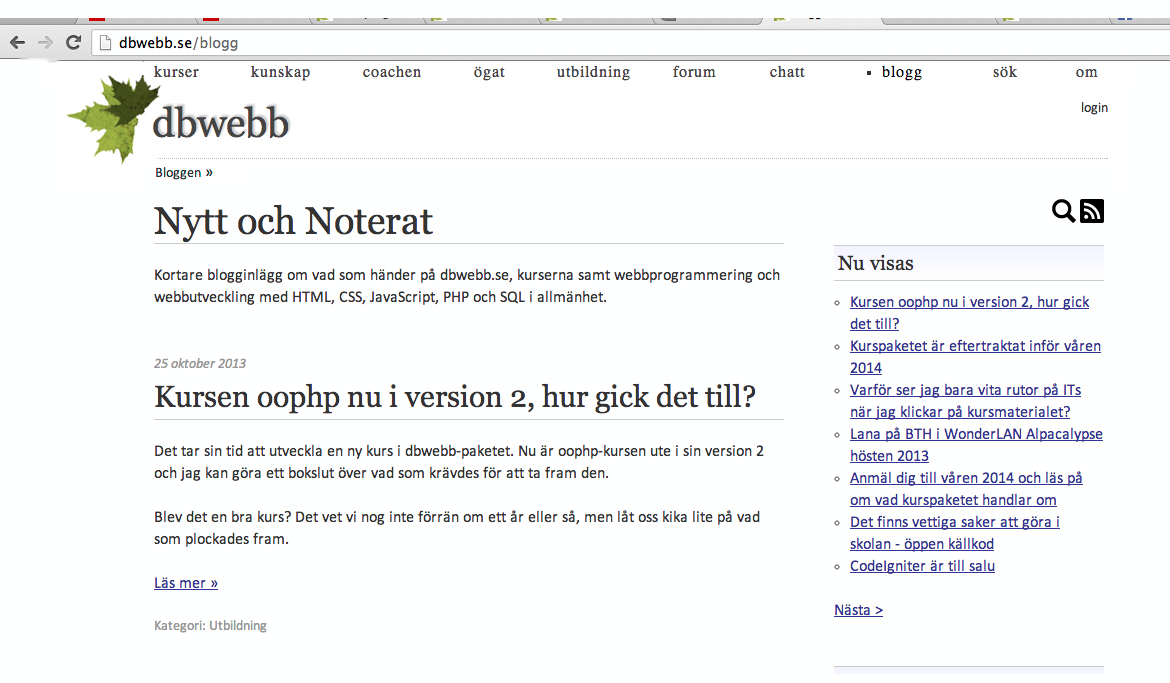 dbwebb.se/blogg
kurser kunskap coachen ögat utbildning forum chatt blogg sök om
login
dbwebb
Bloggen »
Nytt och Noterat
Kortare blogginlägg om vad som händer på dbwebb.se, kurserna samt webbprogrammering och
webbutveckling med HTML, CSS, JavaScript, PHP och SQL i allmänhet.
25 oktober 2013
Kursen oophp nu i version 2, hur gick det till?
Det tar sin tid att utveckla en ny kurs i dbwebb-paketet. Nu är oophp-kursen ute i sin version 2
och jag kan göra ett bokslut över vad som krävdes för att ta fram den.
Blev det en bra kurs? Det vet vi nog inte förrän om ett år eller så, men låt oss kika lite på vad
som plockades fram.
Läs mer »
Kategori: Utbildning
Nu visas
Kursen oophp nu i version 2, hur gick
det till?
Kurspaketet är eftertraktat inför våren
2014
Varför ser jag bara vita rutor på ITs
när jag klickar på kursmaterialet?
Lana på BTH i WonderLAN Alpacalypse
hösten 2013
Anmäl dig till våren 2014 och läs på
om vad kurspaketet handlar om
Det finns vettiga saker att göra i
skolan - öppen källkod
CodeIgniter är till salu
Nästa >